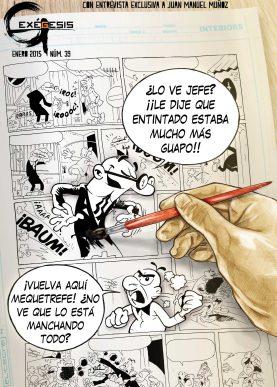 CON ENTREVISTA EXCLUSIVA A JUAN MANUEL MUÑOZ
EXÉGESIS
ENERO 2015 NÚM. 39
INTERIORS
¿LO VE JEFE?
¡¡LE DIJE QUE
ENTINTADO ESTABA
MUCHO MÁS
GUAPO!!
¡BAUM!
¡VUELVA AQUÍ
MEQUETREFE! ¿NO
VE QUE LO ESTÁ
MANCHANDO
TODO?